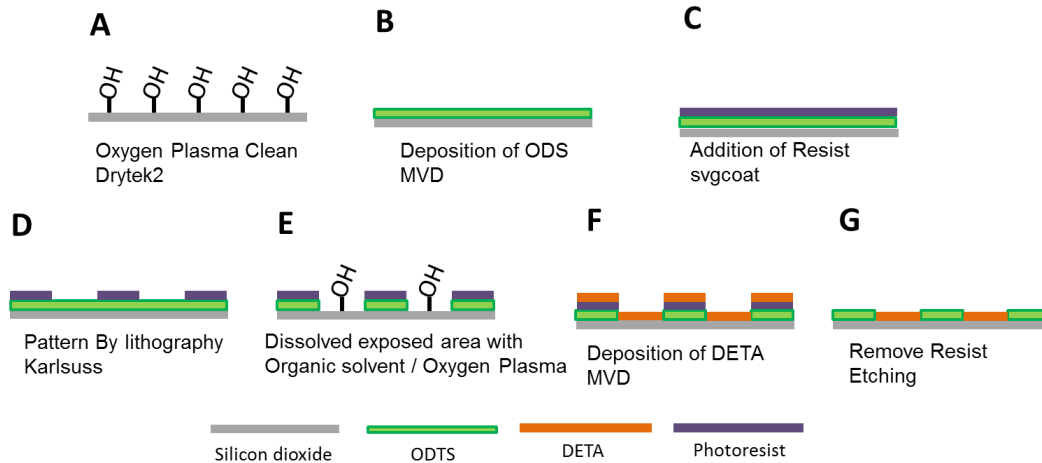 A
B
C
OH OH OH OH OH
Oxygen Plasma Clean
Drytek2
Deposition of ODS
MVD
Addition of Resist
svgcoat
D
E
F
G
OH OH
Pattern By lithography
Karlsuss
Dissolved exposed area with
Organic solvent / Oxygen Plasma
Deposition of DETA
MVD
Remove Resist
Etching
Silicon dioxide
ODTS
DETA
Photoresist